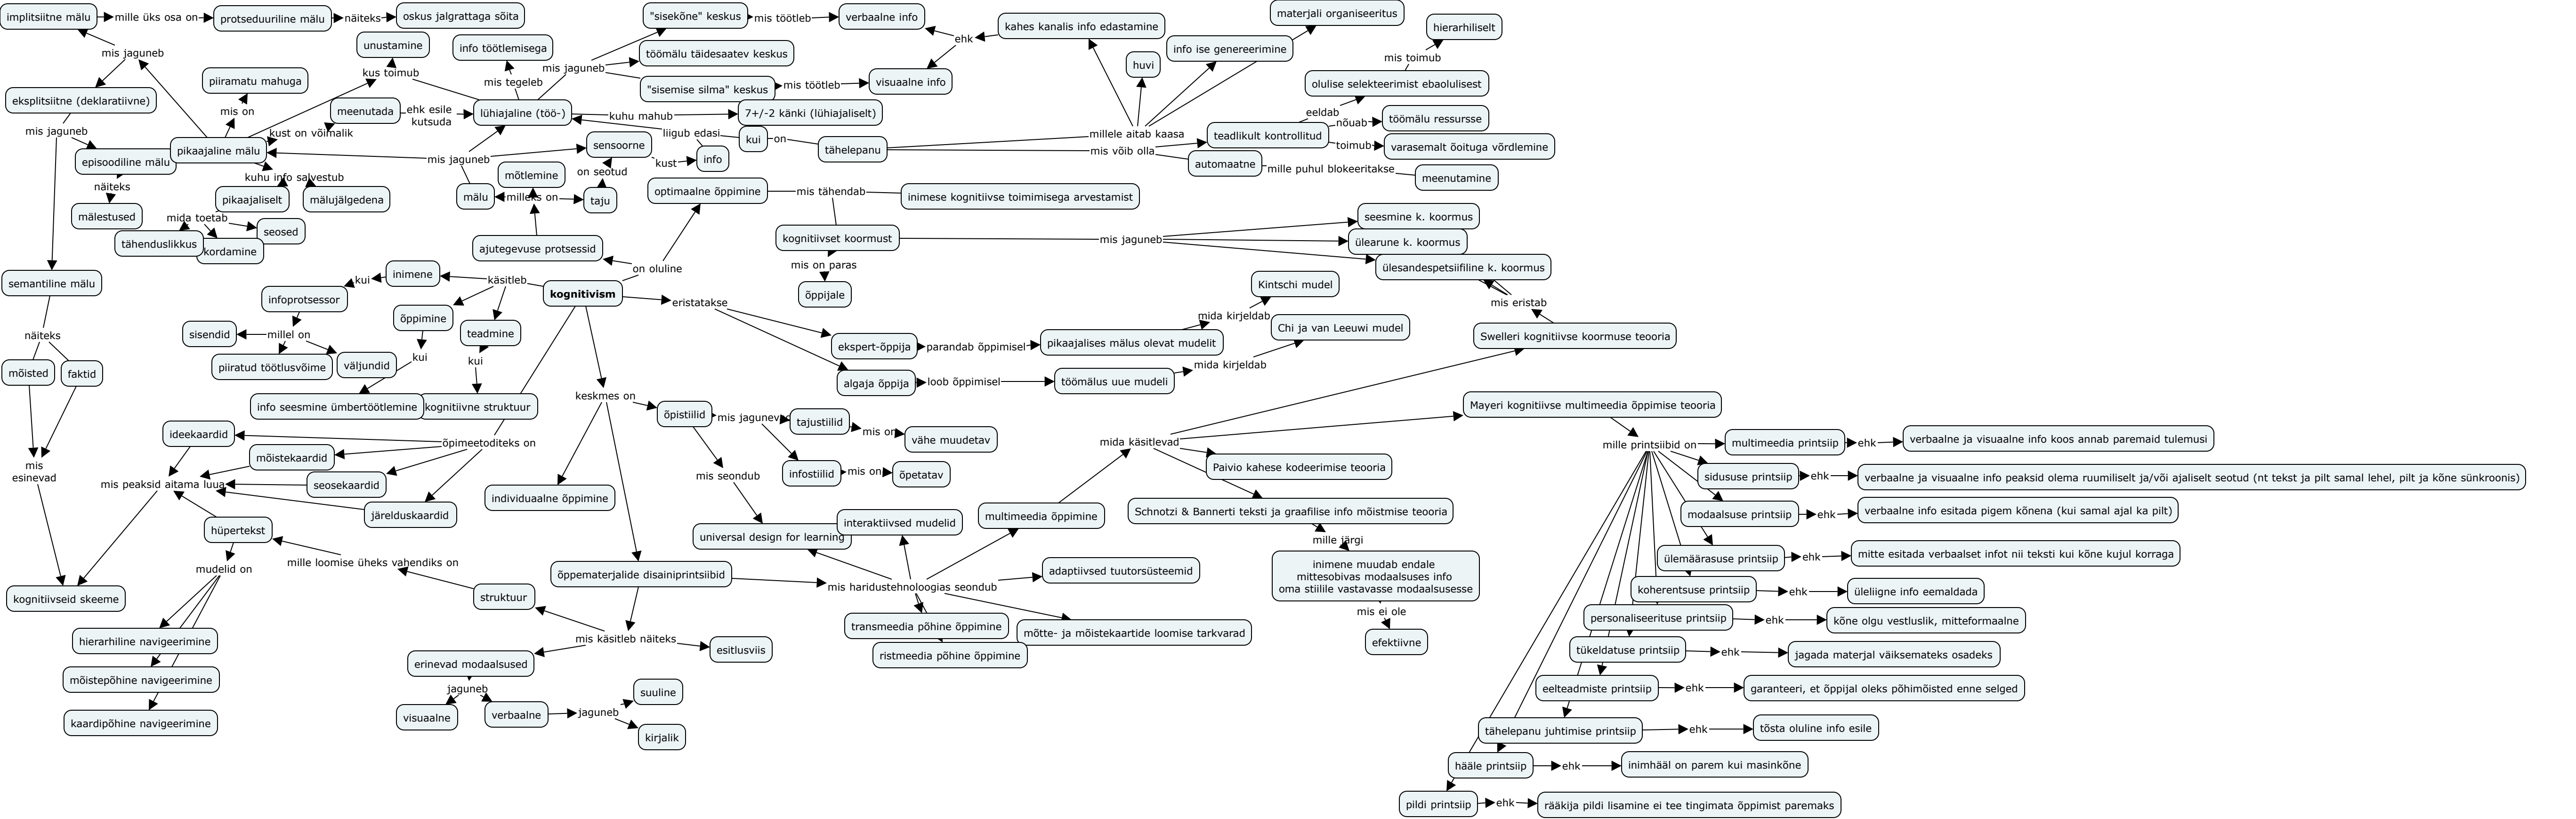 implitsiitne mälu
mille üks osa on
protseduuriline mälu
näiteks
oskus jalgrattaga sõita
"sisekõne" keskus
mis töötleb
verbaalne info
kahes kanalis info edastamine
ehk
materjali organiseeritus
hierarhiliselt
mis jaguneb
unustamine
info töötlemisega
töömälu täidesaatev keskus
info ise genereerimine
huvi
mis toimub
kus toimub
mis tegeleb
mis jaguneb
piiramatu mahuga
"sisemise silma" keskus
mis töötleb
visuaalne info
olulise selekteerimist ebaolulisest
eksplitsiitne (deklaratiivne)
mis on
meenutada
ehk esile
kutsuda
lühiajaline (töö-)
kuhu mahub
7+/-2 känki (lühiajaliselt)
eeldab
nõuab
töömälu ressursse
mis jaguneb
kust on võimalik
liigub edasi
kui
on
tähelepanu
millele aitab kaasa
mis võib olla
teadlikult kontrollitud
toimub
varasemalt õoituga võrdlemine
episoodiline mälu
pikaajaline mälu
mis jaguneb
sensoorne
kust
info
automaatne
mille puhul blokeeritakse
meenutamine
näiteks
kuhu info salvestub
mõtlemine
on seotud
mälestused
pikaajaliselt
mälujälgedena
mälu
milleks on
taju
optimaalne õppimine
mis tähendab
inimese kognitiivse toimimisega arvestamist
mida toetab
tähenduslikkus
kordamine
seosed
ajutegevuse protsessid
kognitiivset koormust
mis jaguneb
seesmine k. koormus
ülearune k. koormus
ülesandespetsiifiline k. koormus
mis on paras
õppijale
on oluline
semantiline mälu
kui
inimene
käsitleb
kognitivism
eristatakse
infoprotsessor
õppimine
teadmine
Kintschi mudel
mis eristab
mida kirjeldab
Chi ja van Leeuwi mudel
Swelleri kognitiivse koormuse teooria
näiteks
sisendid
millel on
piiratud töötlusvõime
väljundid
kui
kui
ekspert-õppija
parandab õppimisel
pikaajalises mälus olevat mudelit
mida kirjeldab
mõisted
faktid
algaja õppija
loob õppimisel
töömälus uue mudeli
info seesmine ümbertöötlemine
kognitiivne struktuur
keskmes on
õpistiilid
mis jagunevad
tajustiilid
mis on
vähe muudetav
Mayeri kognitiivse multimeedia õppimise teooria
ideekaardid
õpimeetoditeks on
mõistekaardid
seosekaardid
järelduskaardid
mis
esinevad
mis peaksid aitama luua
mis seondub
infostiilid
mis on
õpetatav
mida käsitlevad
Paivio kahese kodeerimise teooria
mille printsiibid on
multimeedia printsiip
ehk
verbaalne ja visuaalne info koos annab paremaid tulemusi
sidususe printsiip
ehk
verbaalne ja visuaalne info peaksid olema ruumiliselt ja/või ajaliselt seotud (nt tekst ja pilt samal lehel, pilt ja kõne sünkroonis)
individuaalne õppimine
hüpertekst
universal design for learning
interaktiivsed mudelid
multimeedia õppimine
Schnotzi & Bannerti teksti ja graafilise info mõistmise teooria
modaalsuse printsiip
ehk
verbaalne info esitada pigem kõnena (kui samal ajal ka pilt)
mille järgi
ülemäärasuse printsiip
ehk
mitte esitada verbaalset infot nii teksti kui kõne kujul korraga
mudelid on
mille loomise üheks vahendiks on
õppematerjalide disainiprintsiibid
mis haridustehnoloogias seondub
adaptiivsed tuutorsüsteemid
inimene muudab endale
mittesobivas modaalsuses info
oma stiilile vastavasse modaalsusesse
koherentsuse printsiip
ehk
üleliigne info eemaldada
kognitiivseid skeeme
struktuur
mis ei ole
efektiivne
personaliseerituse printsiip
ehk
kõne olgu vestluslik, mitteformaalne
transmeedia põhine õppimine
mõtte- ja mõistekaartide loomise tarkvarad
ristmeedia põhine õppimine
hierarhiline navigeerimine
mis käsitleb näiteks
esitlusviis
tükeldatuse printsiip
ehk
jagada materjal väiksemateks osadeks
erinevad modaalsused
mõistepõhine navigeerimine
jaguneb
suuline
eelteadmiste printsiip
ehk
garanteeri, et õppijal oleks põhimõisted enne selged
kaardipõhine navigeerimine
visuaalne
verbaalne
jaguneb
kirjalik
tähelepanu juhtimise printsiip
ehk
tõsta oluline info esile
hääle printsiip
ehk
inimhääl on parem kui masinkõne
pildi printsiip
ehk
rääkija pildi lisamine ei tee tingimata õppimist paremaks